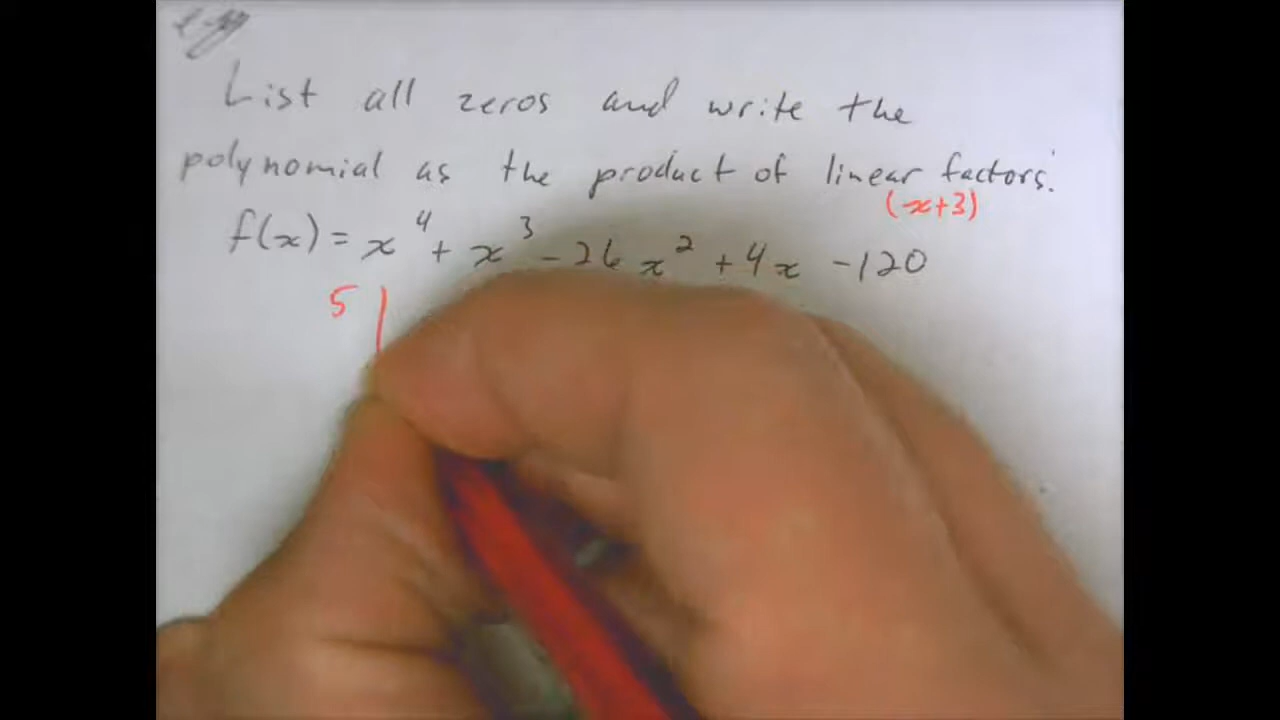 e.g.
List all zeros and write the
polynomial as the product of linear factors.
(x+3)
f(x) = x⁴ + x³ - 26x² + 4x - 120
5